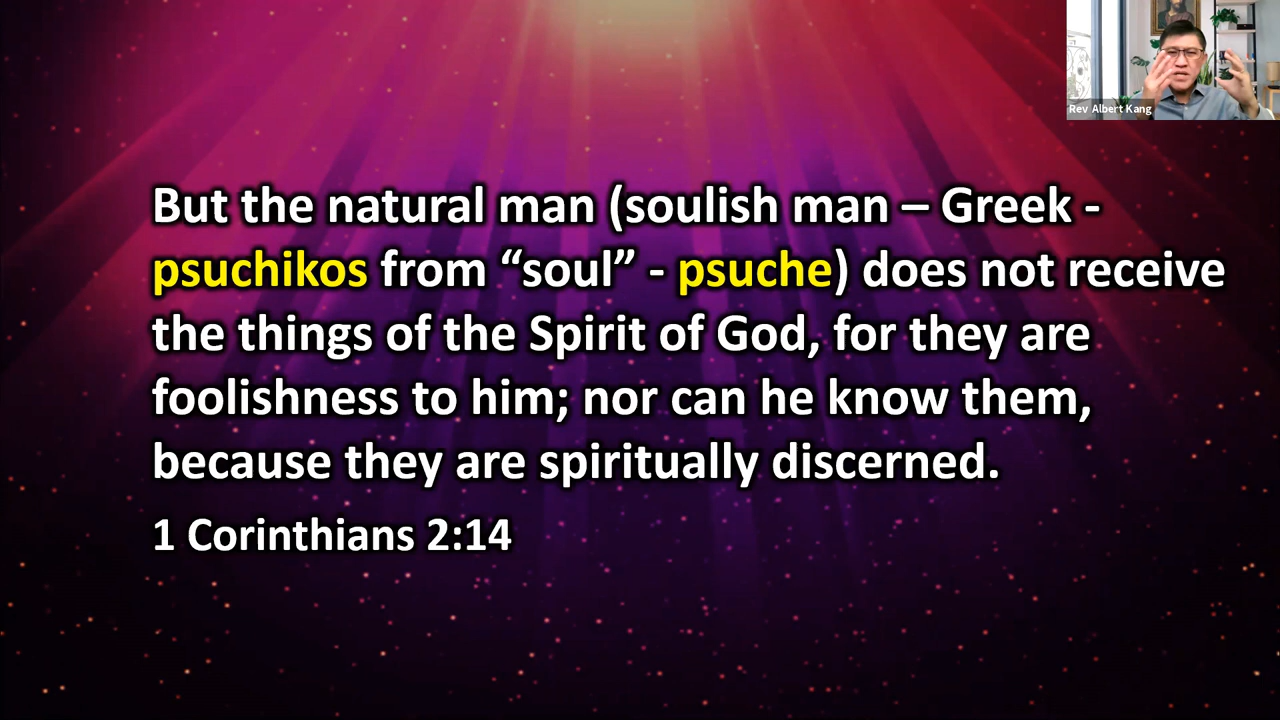 Rev Albert Kang
But the natural man (soulish man – Greek -
psuchikos from “soul” - psuche) does not receive
the things of the Spirit of God, for they are
foolishness to him; nor can he know them,
because they are spiritually discerned.
1 Corinthians 2:14